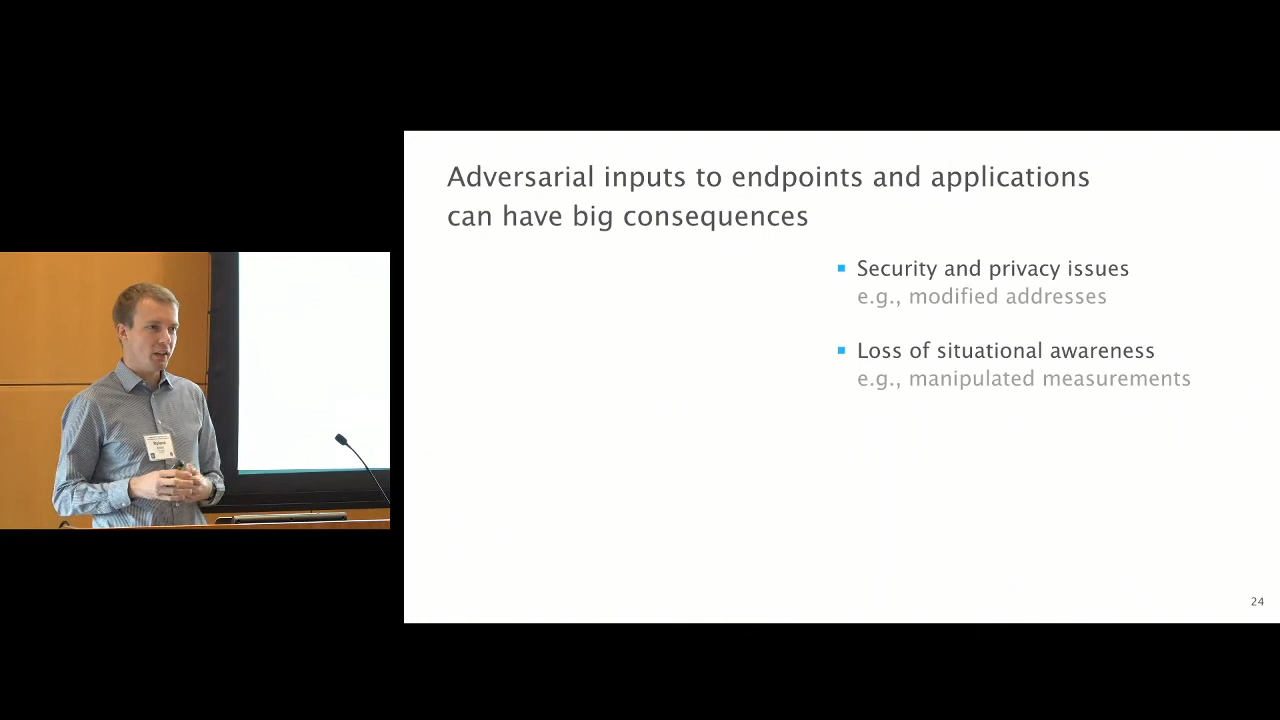 Adversarial inputs to endpoints and applications
can have big consequences
▪ Security and privacy issues
e.g., modified addresses
▪ Loss of situational awareness
e.g., manipulated measurements
24